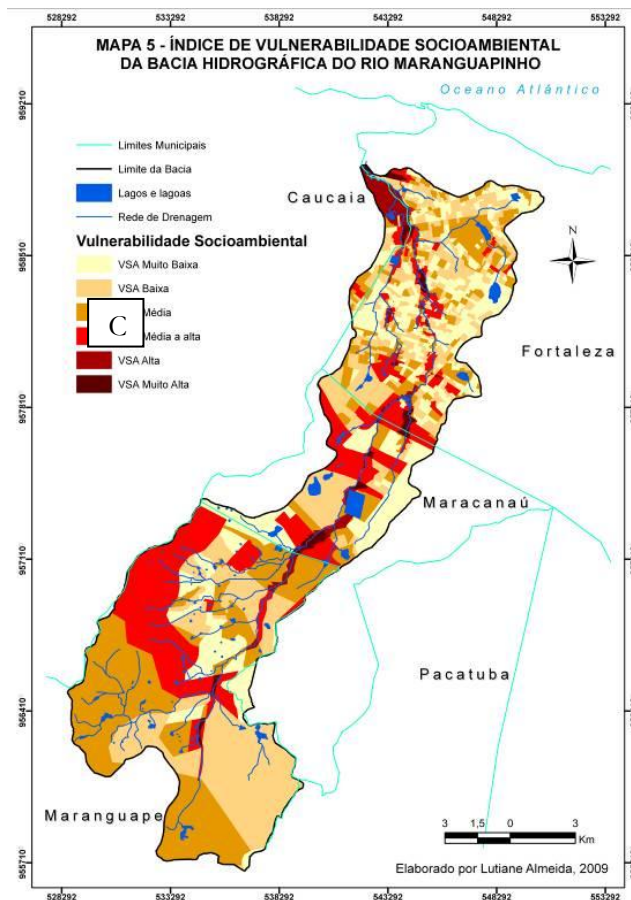 528292 533292 538292 543292 548292 553292
MAPA 5 - ÍNDICE DE VULNERABILIDADE SOCIOAMBIENTAL
DA BACIA HIDROGRÁFICA DO RIO MARANGUAPINHO
959210
Oceano Atlântico
Limites Municipais
Limite da Bacia
Lagos e lagoas
Rede de Drenagem
Caucaia
Vulnerabilidade Socioambiental
N
958510
VSA Muito Baixa
VSA Baixa
C
Média
Média a alta
VSA Alta
VSA Muito Alta
Fortaleza
957810
Maracanaú
957110
Pacatuba
956410
Maranguape
3 1,5 0 3
Km
955710
Elaborado por Lutiane Almeida, 2009
528292 533292 538292 543292 548292 553292